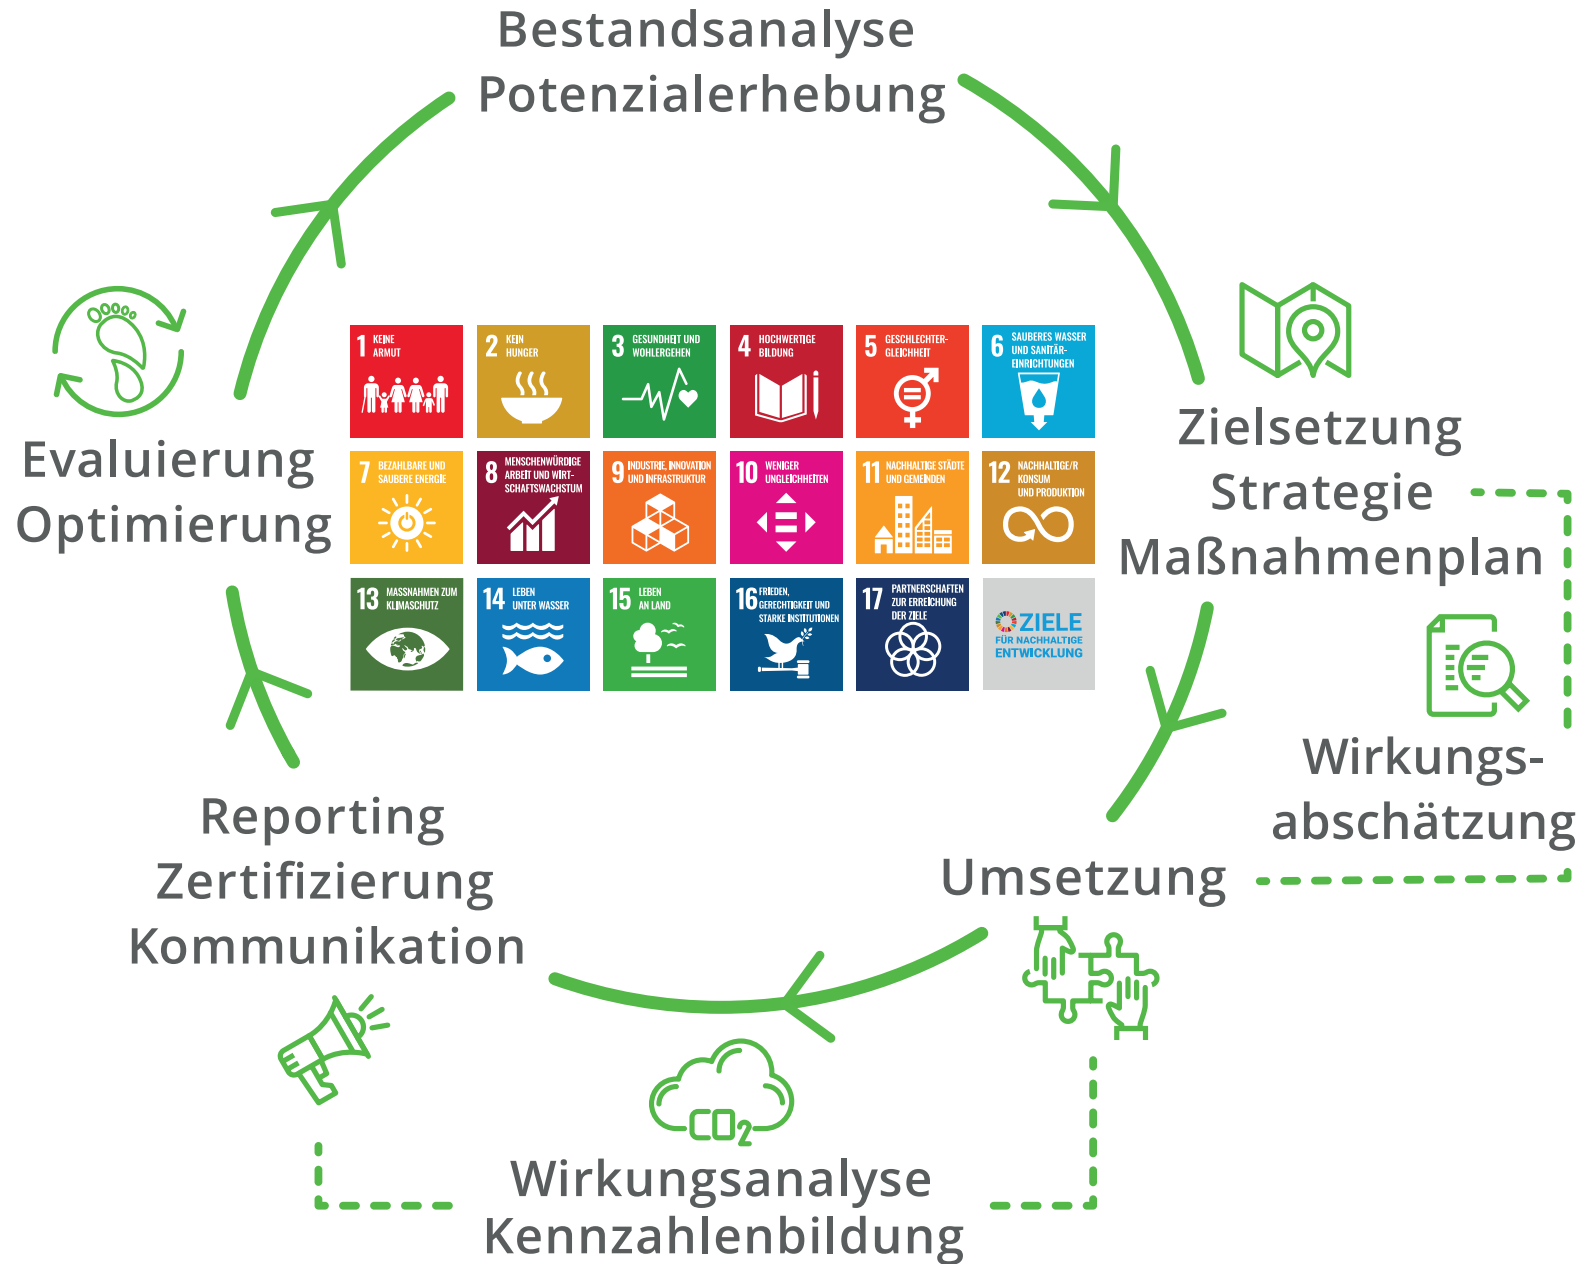 Bestandsanalyse
Potenzialerhebung
Zielsetzung
Strategie
Maßnahmenplan
Wirkungs-
abschätzung
Umsetzung
Wirkungsanalyse
Kennzahlenbildung
Reporting
Zertifizierung
Kommunikation
Evaluierung
Optimierung
1 KEINE
ARMUT
2 KEIN
HUNGER
3 GESUNDHEIT UND
WOHLERGEHEN
4 HOCHWERTIGE
BILDUNG
5 GESCHLECHTER-
GLEICHHEIT
6 SAUBERES WASSER
UND SANITÄR-
EINRICHTUNGEN
7 BEZAHLBARE UND
SAUBERE ENERGIE
8 MENSCHENWÜRDIGE
ARBEIT UND WIRT-
SCHAFTSWACHSTUM
9 INDUSTRIE, INNOVATION
UND INFRASTRUKTUR
10 WENIGER
UNGLEICHHEITEN
11 NACHHALTIGE STÄDTE
UND GEMEINDEN
12 NACHHALTIGE/R
KONSUM
UND PRODUKTION
13 MASSNAHMEN ZUM
KLIMASCHUTZ
14 LEBEN
UNTER WASSER
15 LEBEN
AN LAND
16 FRIEDEN,
GERECHTIGKEIT UND
STARKE INSTITUTIONEN
17 PARTNERSCHAFTEN
ZUR ERREICHUNG
DER ZIELE
ZIELE
FÜR NACHHALTIGE
ENTWICKLUNG
CO2